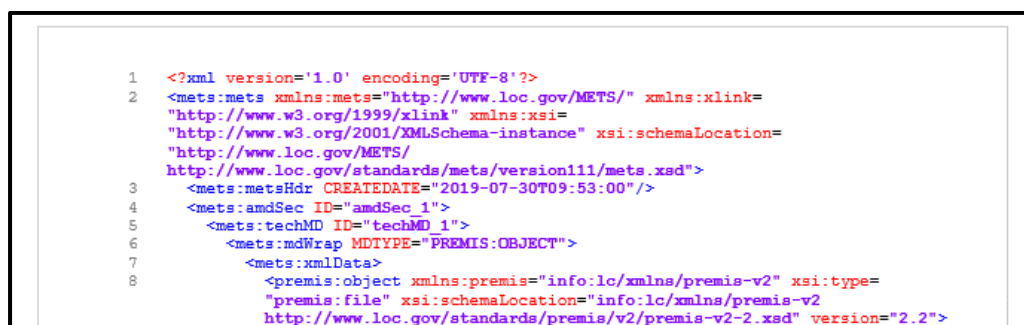 1 <?xml version='1.0' encoding='UTF-8'?>
2 <mets:mets xmlns:mets="http://www.loc.gov/METS/" xmlns:xlink=
"http://www.w3.org/1999/xlink" xmlns:xsi=
"http://www.w3.org/2001/XMLSchema-instance" xsi:schemaLocation=
"http://www.loc.gov/METS/
http://www.loc.gov/standards/mets/version111/mets.xsd">
3 <mets:metsHdr CREATEDATE="2019-07-30T09:53:00"/>
4 <mets:amdSec ID="amdSec_1">
5 <mets:techMD ID="techMD_1">
6 <mets:mdWrap MDTYPE="PREMIS:OBJECT">
7 <mets:xmlData>
8 <premis:object xmlns:premis="info:lc/xmlns/premis-v2" xsi:type=
"premis:file" xsi:schemaLocation="info:lc/xmlns/premis-v2
http://www.loc.gov/standards/premis/v2/premis-v2-2.xsd" version="2.2">